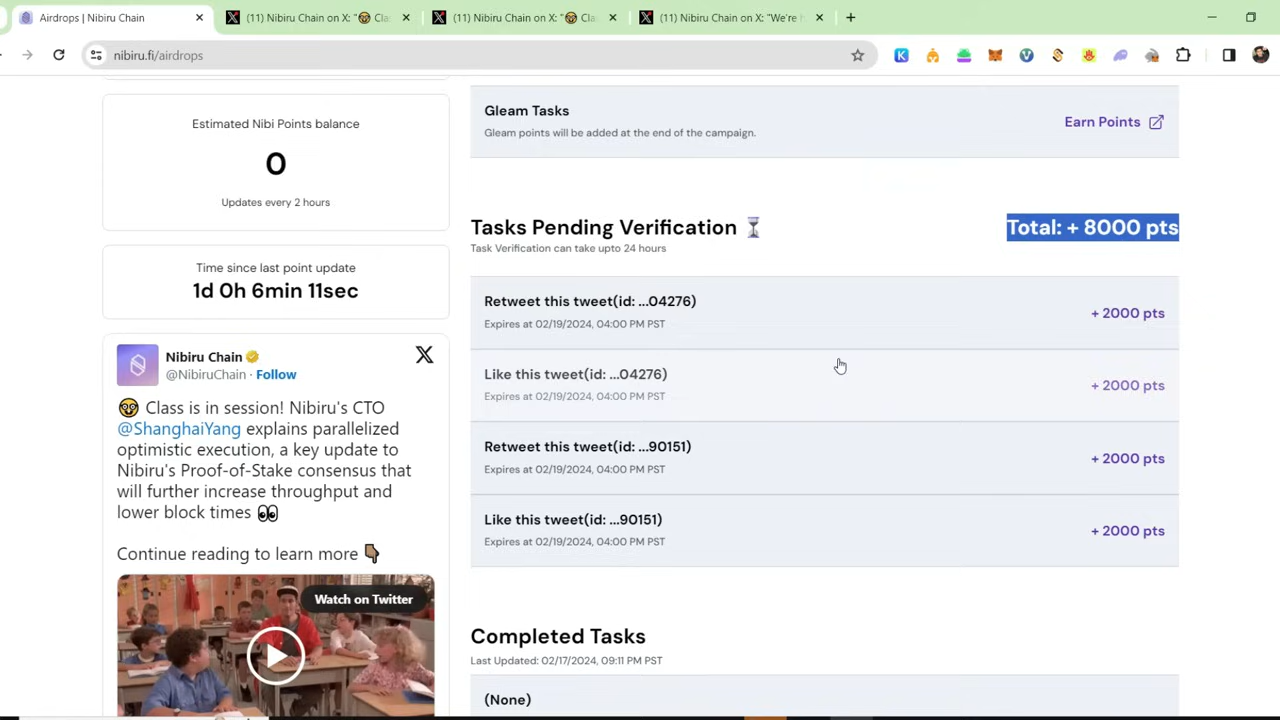 Airdrops | Nibiru Chain
(11) Nibiru Chain on X: "🤓 Cla
(11) Nibiru Chain on X: "🤓 Cla
(11) Nibiru Chain on X: "We're h
nibiru.fi/airdrops
Estimated Nibi Points balance
0
Updates every 2 hours
Time since last point update
1d 0h 6min 11sec
Nibiru Chain
@NibiruChain · Follow
🤓 Class is in session! Nibiru's CTO
@ShanghaiYang explains parallelized
optimistic execution, a key update to
Nibiru's Proof-of-Stake consensus that
will further increase throughput and
lower block times 👀
Continue reading to learn more 👇🏾
Watch on Twitter
Gleam Tasks
Gleam points will be added at the end of the campaign.
Earn Points
Tasks Pending Verification ⏳
Total: + 8000 pts
Task Verification can take upto 24 hours
Retweet this tweet(id: ...04276)
Expires at 02/19/2024, 04:00 PM PST
+ 2000 pts
Like this tweet(id: ...04276)
Expires at 02/19/2024, 04:00 PM PST
+ 2000 pts
Retweet this tweet(id: ...90151)
Expires at 02/19/2024, 04:00 PM PST
+ 2000 pts
Like this tweet(id: ...90151)
Expires at 02/19/2024, 04:00 PM PST
+ 2000 pts
Completed Tasks
Last Updated: 02/17/2024, 09:11 PM PST
(None)